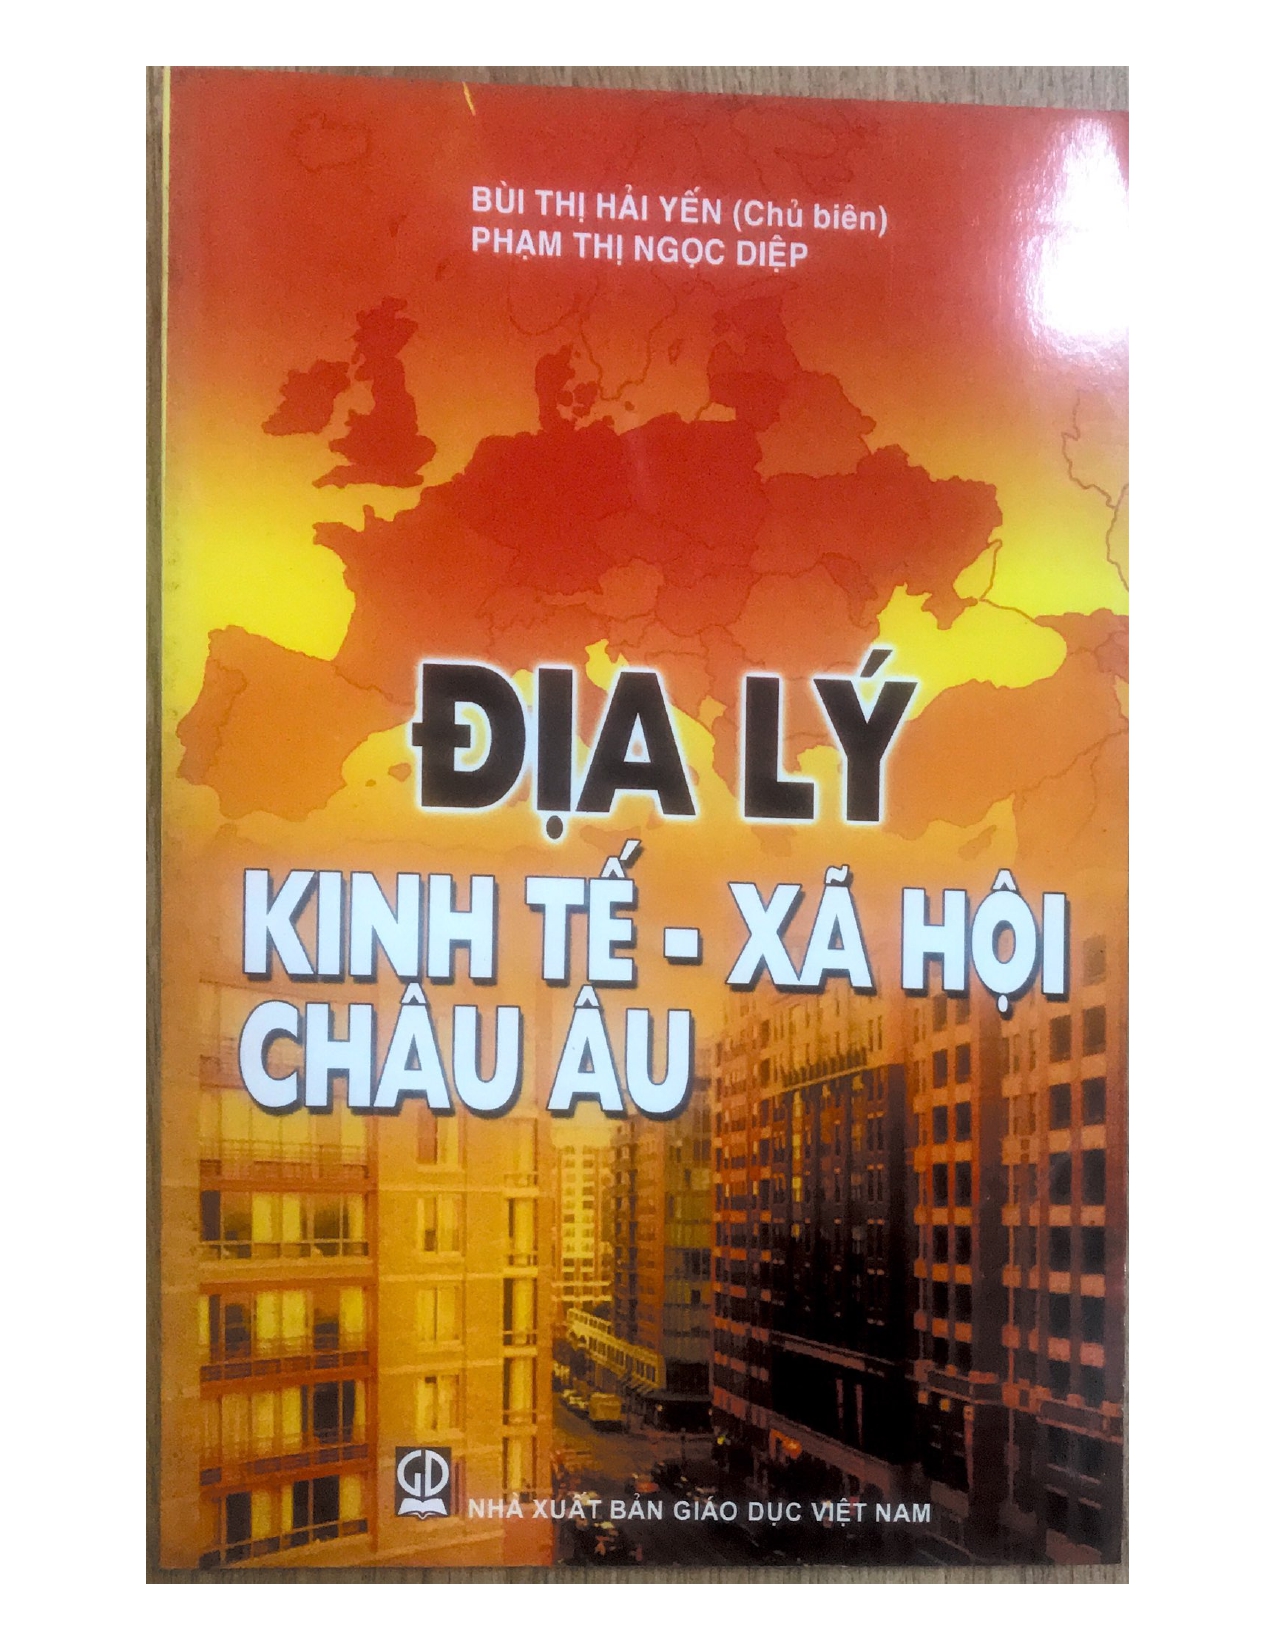 BÙI THỊ HẢI YẾN (Chủ biên)
PHẠM THỊ NGỌC DIỆP
ĐỊA LÝ
KINH TẾ - XÃ HỘI
CHÂU ÂU
GD
NHÀ XUẤT BẢN GIÁO DỤC VIỆT NAM